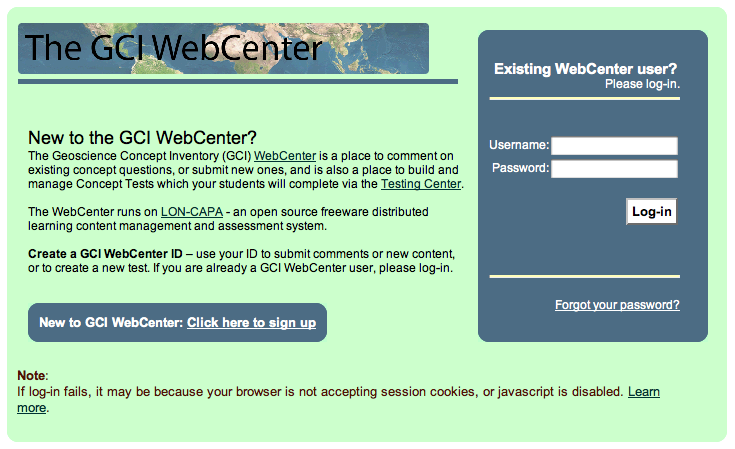 The GCI WebCenter
Existing WebCenter user?
Please log-in.
New to the GCI WebCenter?
The Geoscience Concept Inventory (GCI) WebCenter is a place to comment on
existing concept questions, or submit new ones, and is also a place to build and
manage Concept Tests which your students will complete via the Testing Center.
The WebCenter runs on LON-CAPA - an open source freeware distributed
learning content management and assessment system.
Create a GCI WebCenter ID – use your ID to submit comments or new content,
or to create a new test. If you are already a GCI WebCenter user, please log-in.
New to GCI WebCenter: Click here to sign up
Username:
Password:
Log-in
Forgot your password?
Note:
If log-in fails, it may be because your browser is not accepting session cookies, or javascript is disabled. Learn
more.